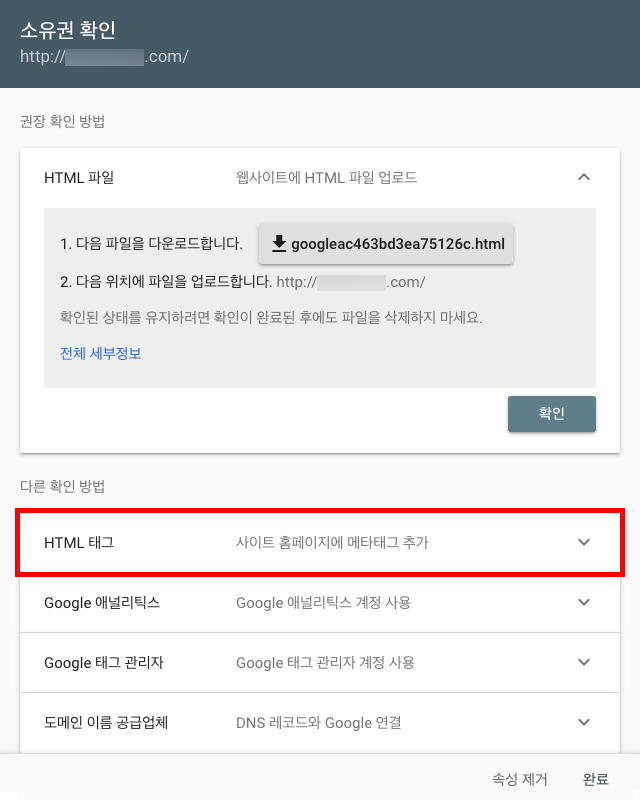 소유권 확인
http:// .com/
권장 확인 방법
HTML 파일 웹사이트에 HTML 파일 업로드
1. 다음 파일을 다운로드합니다. googleac463bd3ea75126c.html
2. 다음 위치에 파일을 업로드합니다. http:// .com/
확인된 상태를 유지하려면 확인이 완료된 후에도 파일을 삭제하지 마세요.
전체 세부정보
확인
다른 확인 방법
HTML 태그 사이트 홈페이지에 메타태그 추가
Google 애널리틱스 Google 애널리틱스 계정 사용
Google 태그 관리자 Google 태그 관리자 계정 사용
도메인 이름 공급업체 DNS 레코드와 Google 연결
속성 제거 완료